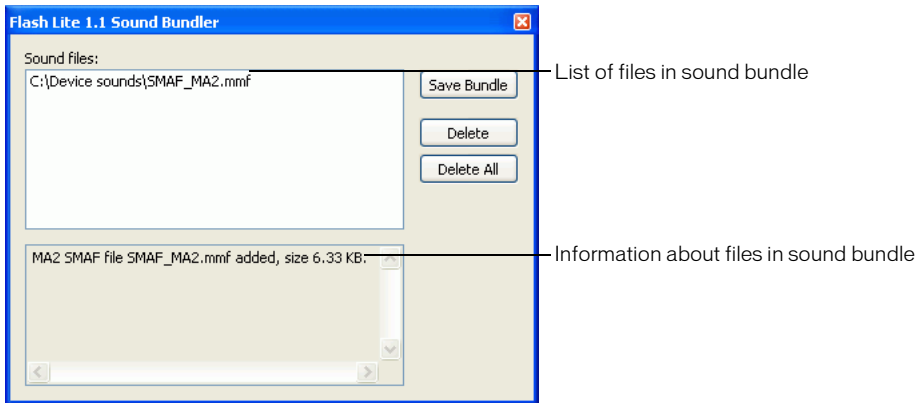 Flash Lite 1.1 Sound Bundler
Sound files:
C:\Device sounds\SMAF_MA2.mmf
List of files in sound bundle
Save Bundle
Delete
Delete All
MA2 SMAF file SMAF_MA2.mmf added, size 6.33 KB.
Information about files in sound bundle